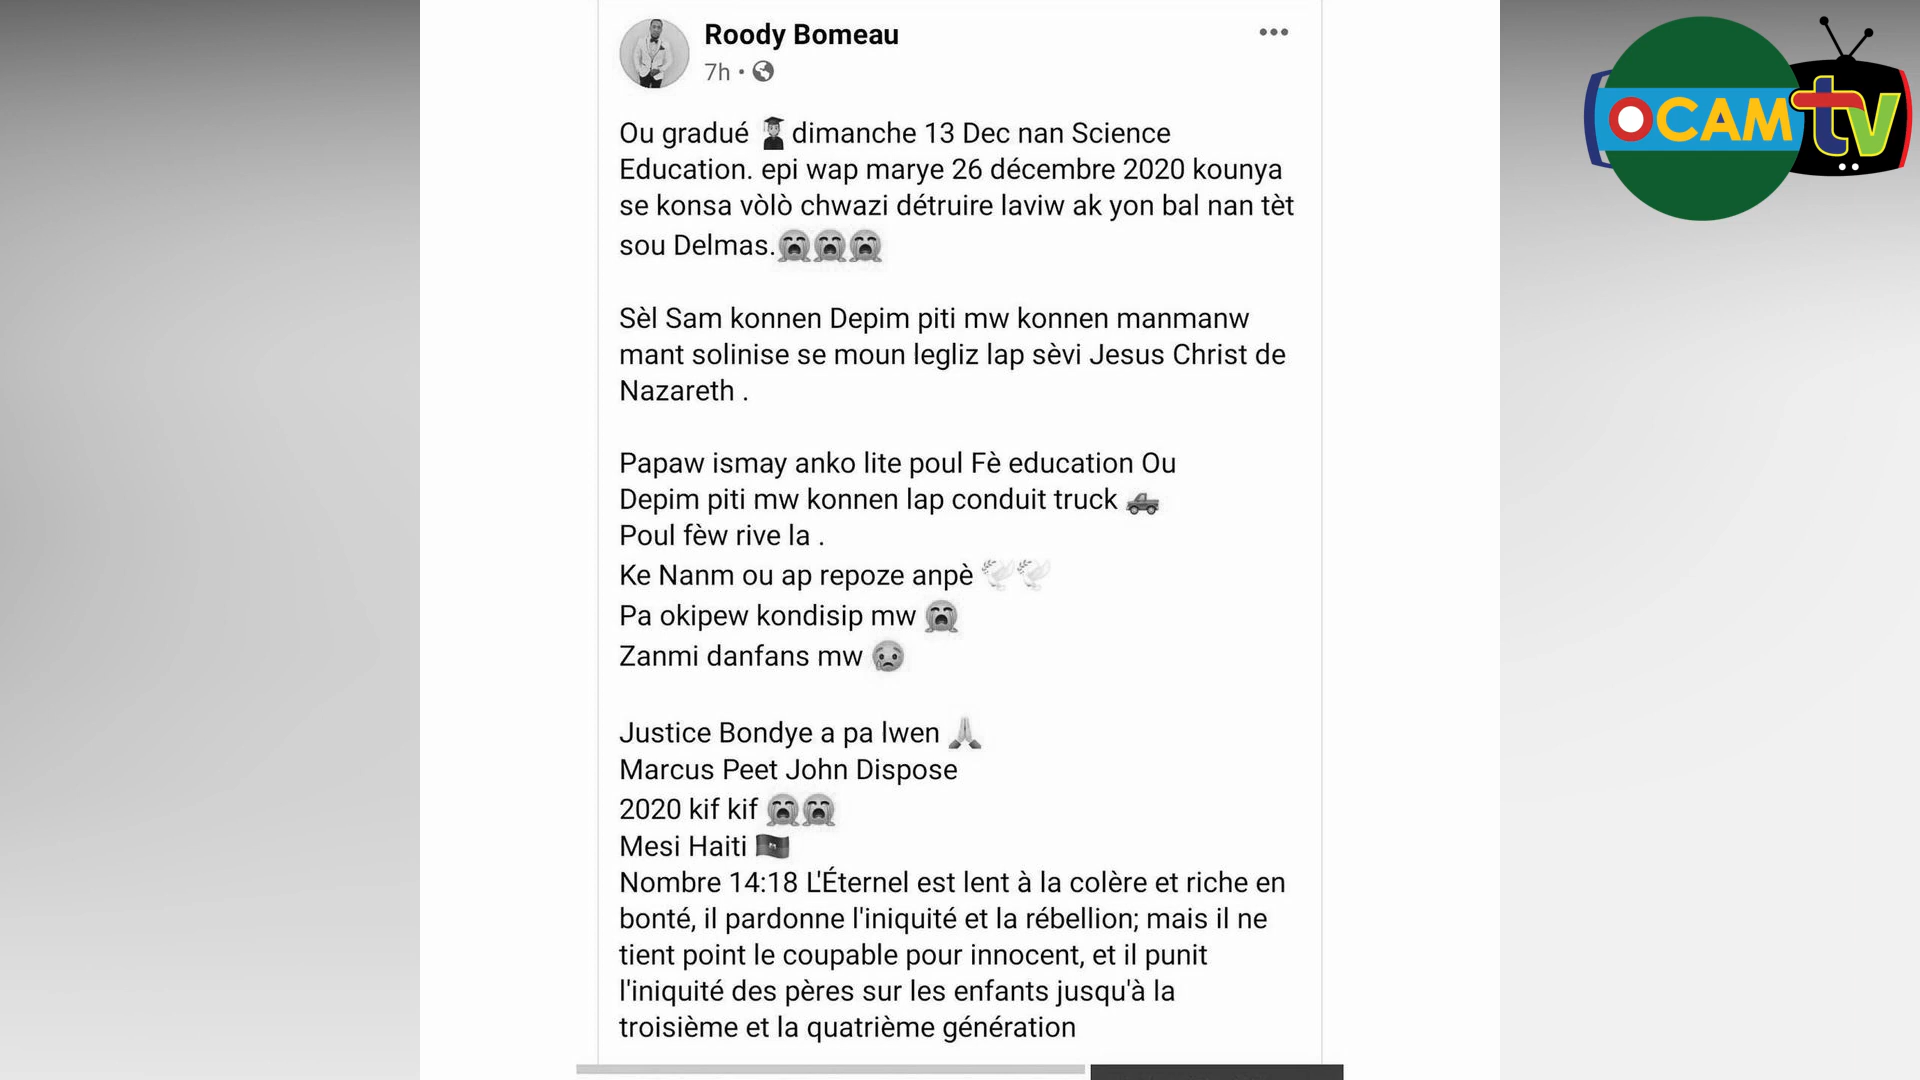 Roody Bomeau
7h
OCAM tv
Ou gradué dimanche 13 Dec nan Science
Education. epi wap marye 26 décembre 2020 kounya
se konsa vòlò chwazi détruire laviw ak yon bal nan tèt
sou Delmas.😭😭😭
Sèl Sam konnen Depim piti mw konnen manmanw
mant solinise se moun legliz lap sèvi Jesus Christ de
Nazareth .
Papaw ismay anko lite poul Fè education Ou
Depim piti mw konnen lap conduit truck 🛻
Poul fèw rive la .
Ke Nanm ou ap repoze anpè 🕊🕊
Pa okipew kondisip mw 😭
Zanmi danfans mw 😢
Justice Bondye a pa lwen 🙏
Marcus Peet John Dispose
2020 kif kif 😭😭
Mesi Haiti 🇭🇹
Nombre 14:18 L'Éternel est lent à la colère et riche en
bonté, il pardonne l'iniquité et la rébellion; mais il ne
tient point le coupable pour innocent, et il punit
l'iniquité des pères sur les enfants jusqu'à la
troisième et la quatrième génération